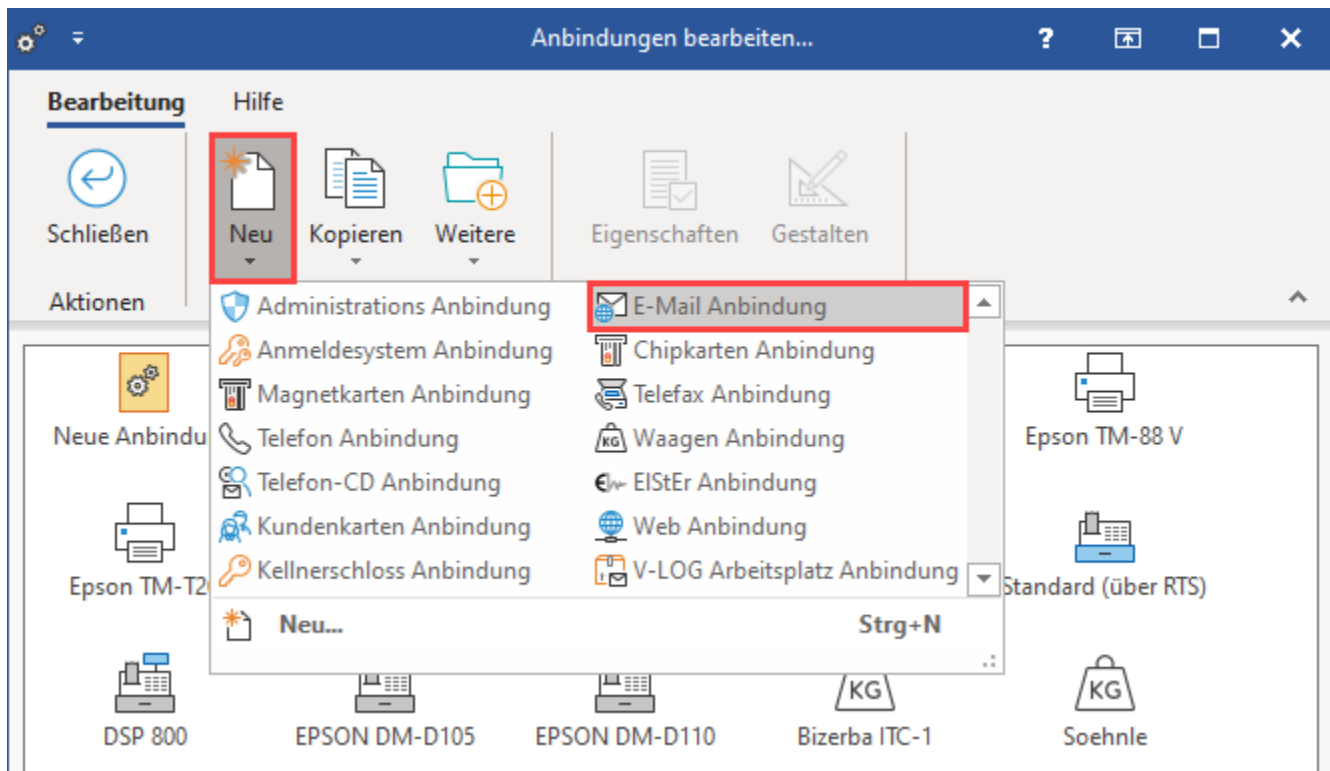 Anbindungen bearbeiten...
?
Bearbeitung Hilfe
Schließen Neu Kopieren Weitere Eigenschaften Gestalten
Aktionen
Administrations Anbindung E-Mail Anbindung
Anmeldesystem Anbindung Chipkarten Anbindung
Magnetkarten Anbindung Telefax Anbindung
Telefon Anbindung KG Waagen Anbindung
Telefon-CD Anbindung ElStEr Anbindung
Kundenkarten Anbindung Web Anbindung
Kellnerschloss Anbindung V-LOG Arbeitsplatz Anbindung
Neu... Strg+N
Neue Anbindu Epson TM-88 V
Epson TM-T2 Standard (über RTS)
KG KG
DSP 800 EPSON DM-D105 EPSON DM-D110 Bizerba ITC-1 Soehnle